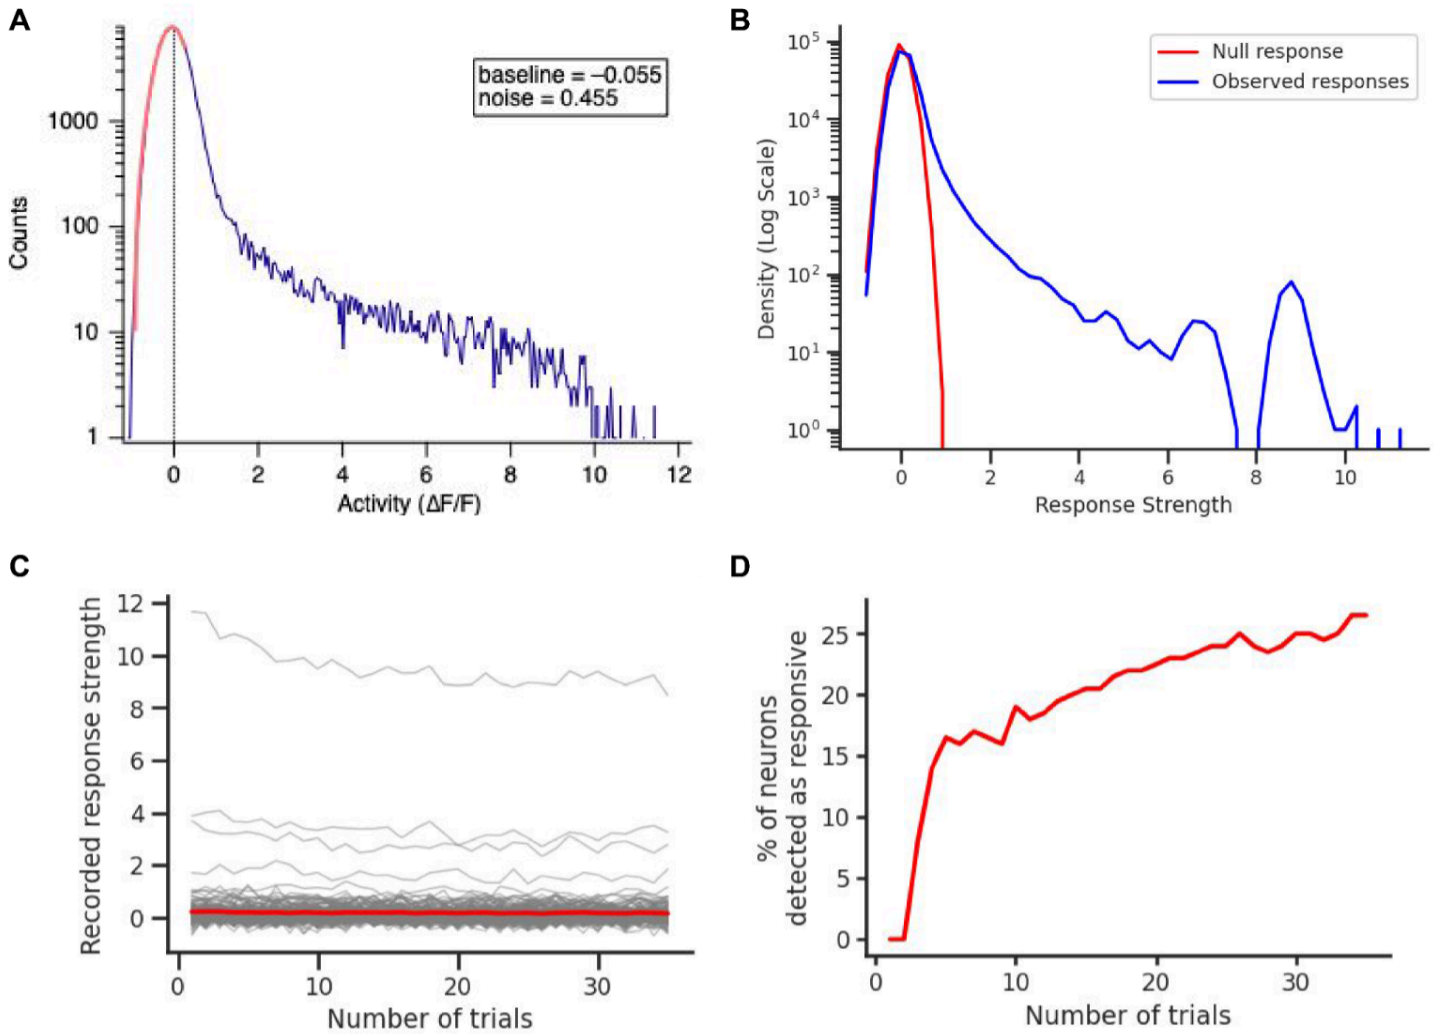 A
Counts
1000
100
10
1
baseline = –0.055
noise = 0.455
0 2 4 6 8 10 12
Activity (ΔF/F)
B
Density (Log Scale)
10⁵
10⁴
10³
10²
10¹
10⁰
Null response
Observed responses
0 2 4 6 8 10
Response Strength
C
Recorded response strength
12
10
8
6
4
2
0
0 10 20 30
Number of trials
D
% of neurons
detected as responsive
25
20
15
10
5
0
0 10 20 30
Number of trials